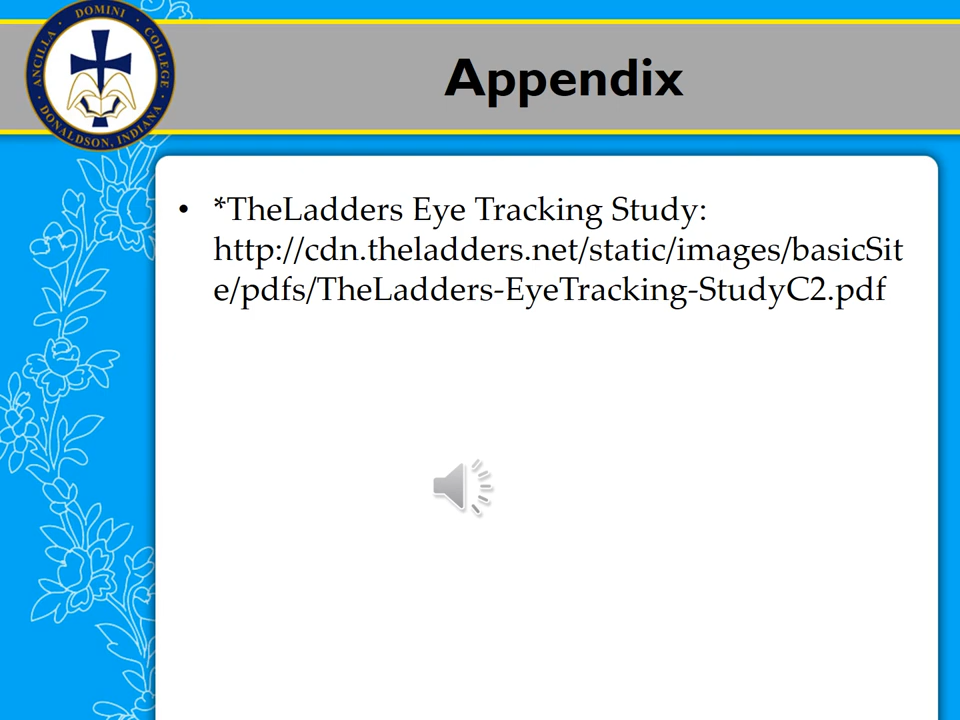 ANCILLA DOMINI COLLEGE
DONALDSON, INDIANA
Appendix
• *TheLadders Eye Tracking Study:
http://cdn.theladders.net/static/images/basicSit
e/pdfs/TheLadders-EyeTracking-StudyC2.pdf